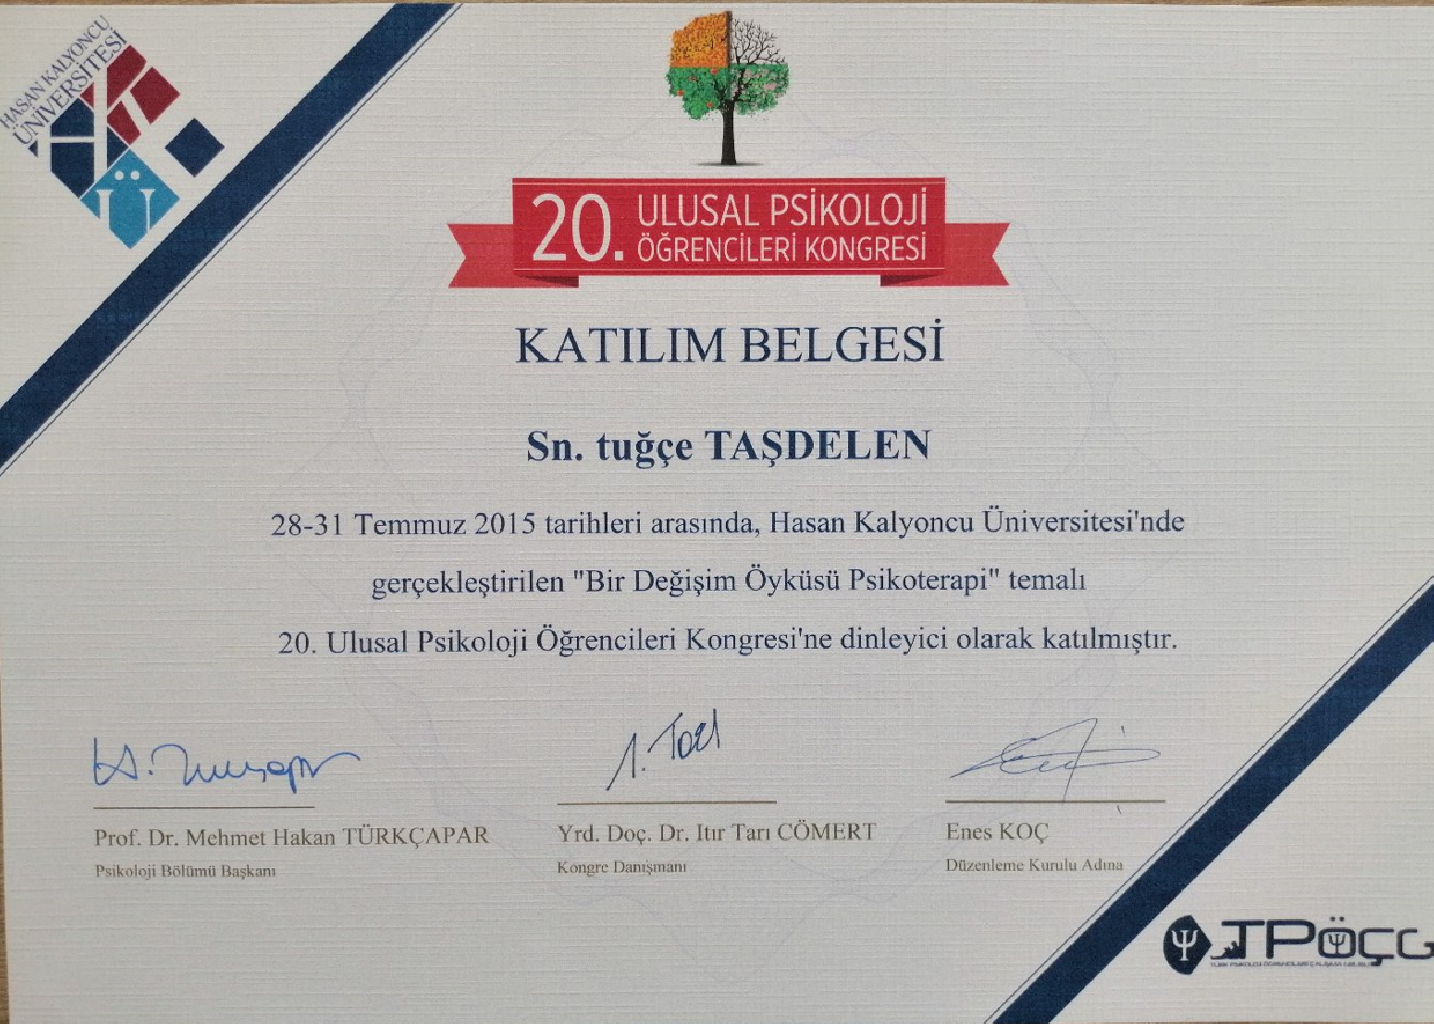 HASAN KALYONCU
ÜNİVERSİTESİ
20. ULUSAL PSİKOLOJİ
ÖĞRENCİLERİ KONGRESİ
KATILIM BELGESİ
Sn. tuğçe TAŞDELEN
28-31 Temmuz 2015 tarihleri arasında, Hasan Kalyoncu Üniversitesi'nde
gerçekleştirilen "Bir Değişim Öyküsü Psikoterapi" temalı
20. Ulusal Psikoloji Öğrencileri Kongresi'ne dinleyici olarak katılmıştır.
Prof. Dr. Mehmet Hakan TÜRKÇAPAR
Psikoloji Bölümü Başkanı
Yrd. Doç. Dr. Itır Tarı CÖMERT
Kongre Danışmanı
Enes KOÇ
Düzenleme Kurulu Adına
TPÖÇG